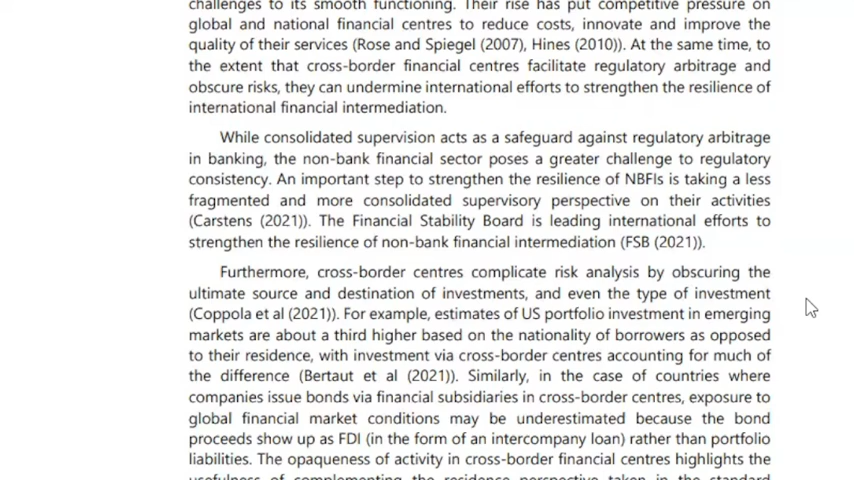 challenges to its smooth functioning. Their rise has put competitive pressure on
global and national financial centres to reduce costs, innovate and improve the
quality of their services (Rose and Spiegel (2007), Hines (2010)). At the same time, to
the extent that cross-border financial centres facilitate regulatory arbitrage and
obscure risks, they can undermine international efforts to strengthen the resilience of
international financial intermediation.
While consolidated supervision acts as a safeguard against regulatory arbitrage
in banking, the non-bank financial sector poses a greater challenge to regulatory
consistency. An important step to strengthen the resilience of NBFIs is taking a less
fragmented and more consolidated supervisory perspective on their activities
(Carstens (2021)). The Financial Stability Board is leading international efforts to
strengthen the resilience of non-bank financial intermediation (FSB (2021)).
Furthermore, cross-border centres complicate risk analysis by obscuring the
ultimate source and destination of investments, and even the type of investment
(Coppola et al (2021)). For example, estimates of US portfolio investment in emerging
markets are about a third higher based on the nationality of borrowers as opposed
to their residence, with investment via cross-border centres accounting for much of
the difference (Bertaut et al (2021)). Similarly, in the case of countries where
companies issue bonds via financial subsidiaries in cross-border centres, exposure to
global financial market conditions may be underestimated because the bond
proceeds show up as FDI (in the form of an intercompany loan) rather than portfolio
liabilities. The opaqueness of activity in cross-border financial centres highlights the
usefulness of complementing the residence perspective taken in the standard